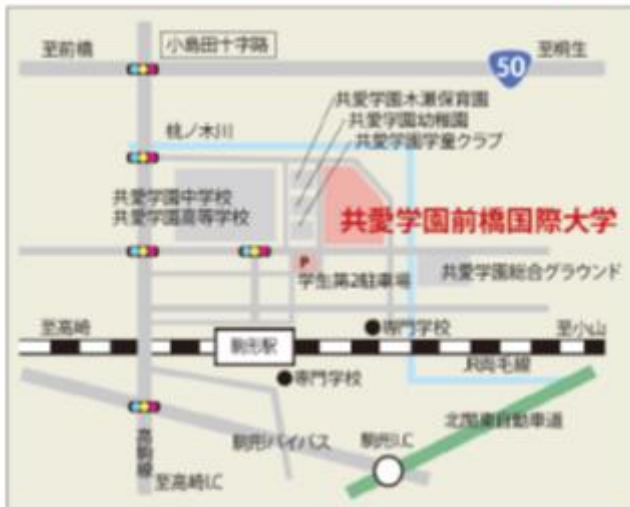 至前橋
小島田十字路
50
至桐生
共愛学園木瀬保育園
共愛学園幼稚園
共愛学園学童クラブ
桃ノ木川
共愛学園中学校
共愛学園高等学校
共愛学園前橋国際大学
P
学生第2駐車場
共愛学園総合グラウンド
至高崎
駒形駅
専門学校
至小山
JR両毛線
専門学校
北関東自動車道
駒形バイパス
駒形I.C
至高崎I.C